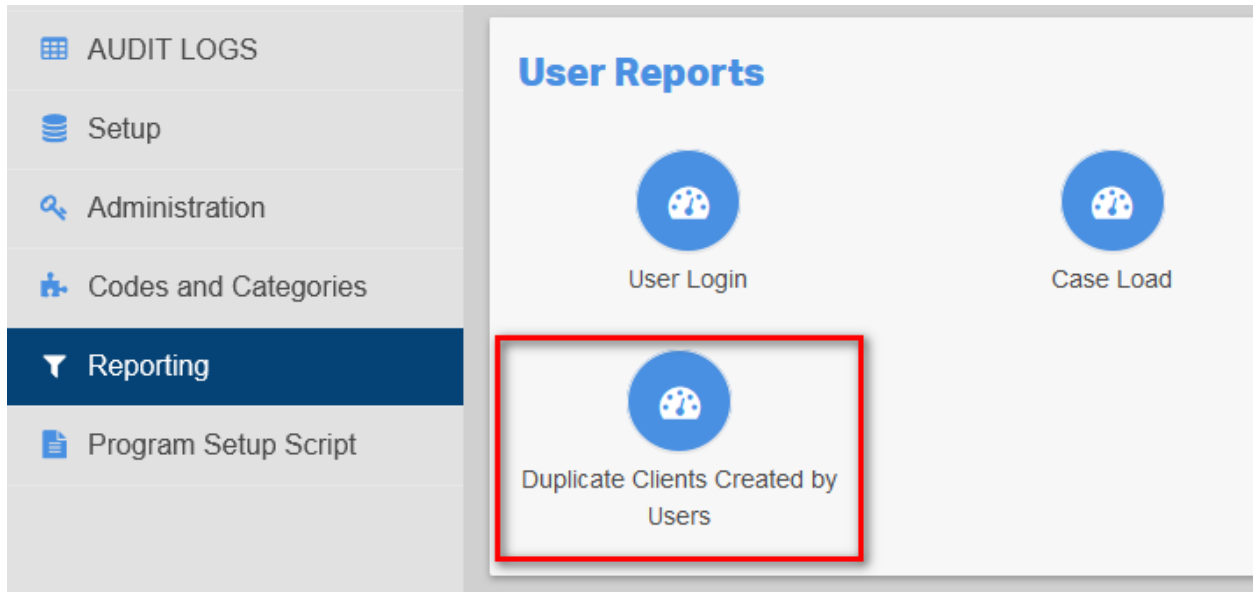 AUDIT LOGS
Setup
Administration
Codes and Categories
Reporting
Program Setup Script
User Reports
User Login
Case Load
Duplicate Clients Created by
Users